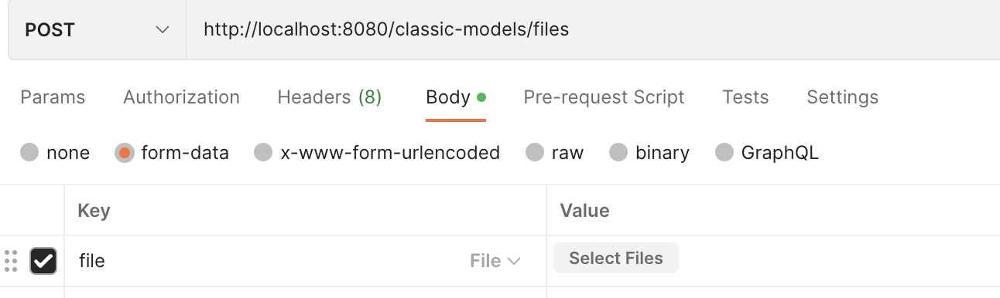 POST http://localhost:8080/classic-models/files
Params Authorization Headers (8) Body Pre-request Script Tests Settings
none form-data x-www-form-urlencoded raw binary GraphQL
Key Value
file File Select Files